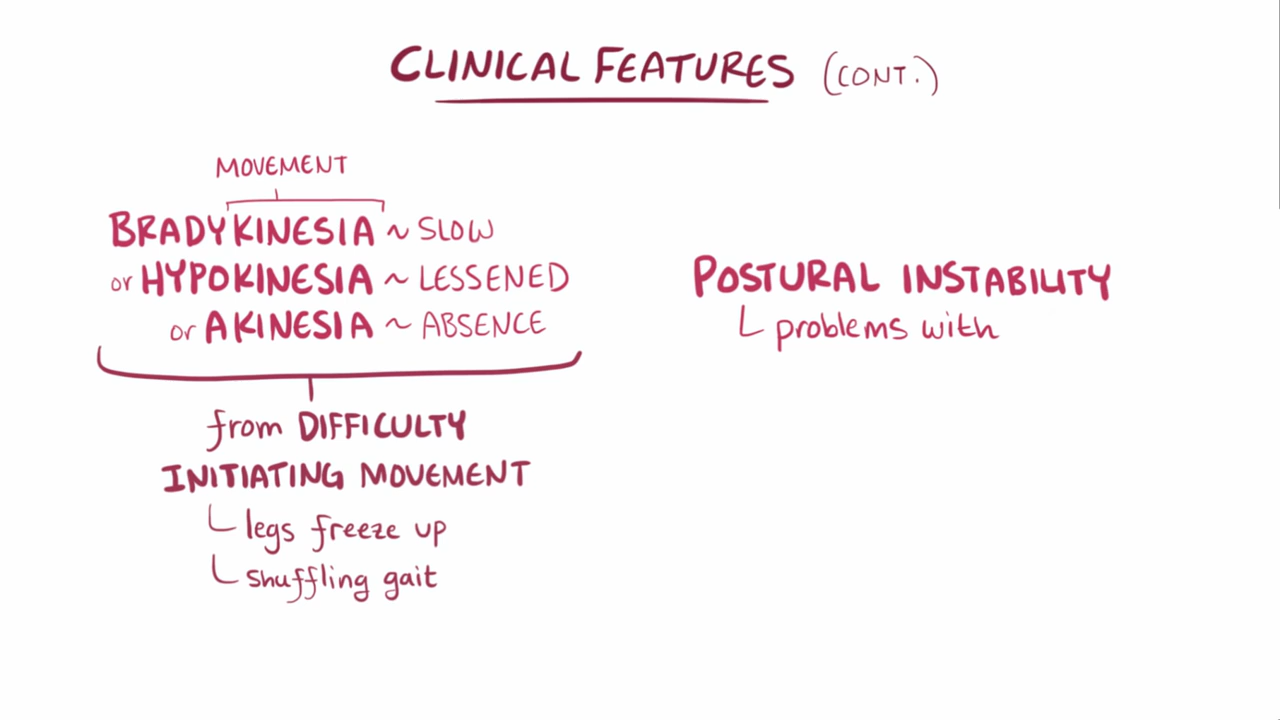 CLINICAL FEATURES (CONT.)
MOVEMENT
BRADYKINESIA ~ SLOW
or HYPOKINESIA ~ LESSENED
or AKINESIA ~ ABSENCE
from DIFFICULTY
INITIATING MOVEMENT
legs freeze up
shuffling gait
POSTURAL INSTABILITY
problems with